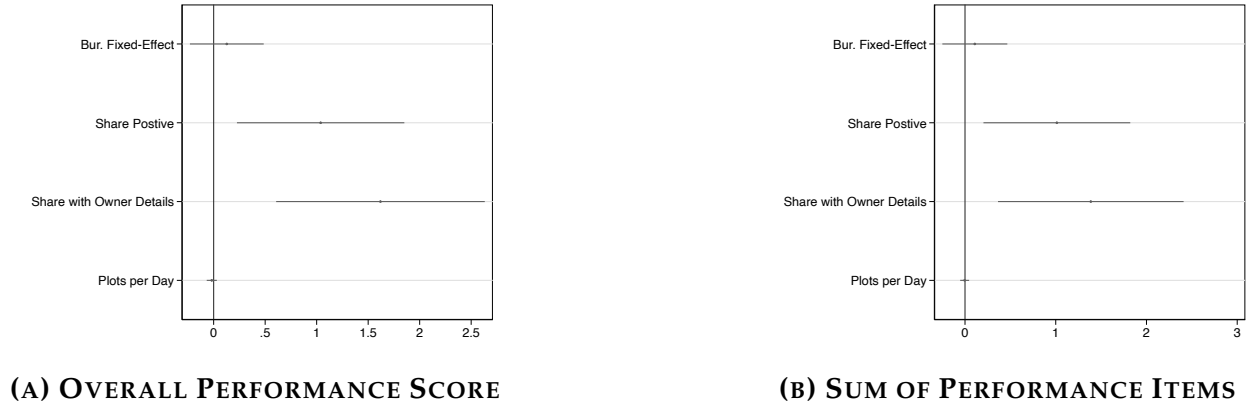 Bur. Fixed-Effect
Share Postive
Share with Owner Details
Plots per Day
0 .5 1 1.5 2 2.5
(A) OVERALL PERFORMANCE SCORE
Bur. Fixed-Effect
Share Postive
Share with Owner Details
Plots per Day
0 1 2 3
(B) SUM OF PERFORMANCE ITEMS